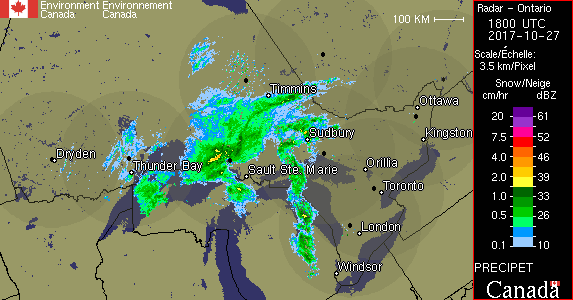 Environment Environnement
Canada Canada
100 KM
Timmins
Ottawa
Sudbury
Kingston
Dryden
Thunder Bay
Sault Ste. Marie
Orillia
Toronto
London
Windsor
Radar - Ontario
1800 UTC
2017-10-27
Scale/Échelle:
3.5 km/Pixel
Snow/Neige
cm/hr dBZ
20 61
7.5 52
4.0 46
2.0 39
1.0 33
0.5 26
0.1 10
PRECIPET
Canada